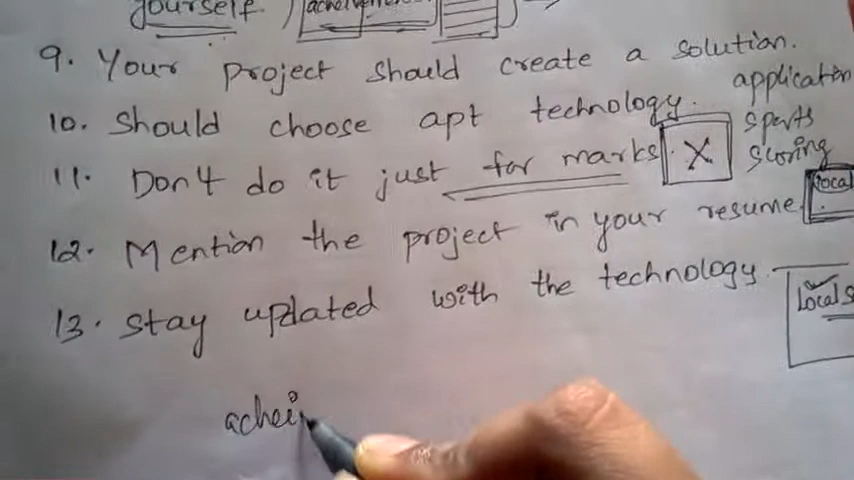 yourself.
9. Your project should create a solution.
10. Should choose apt technology.
application
sports
scoring
11. Don't do it just for marks. X
local
12. Mention the project in your resume
13. Stay updated with the technology.
local s
achei